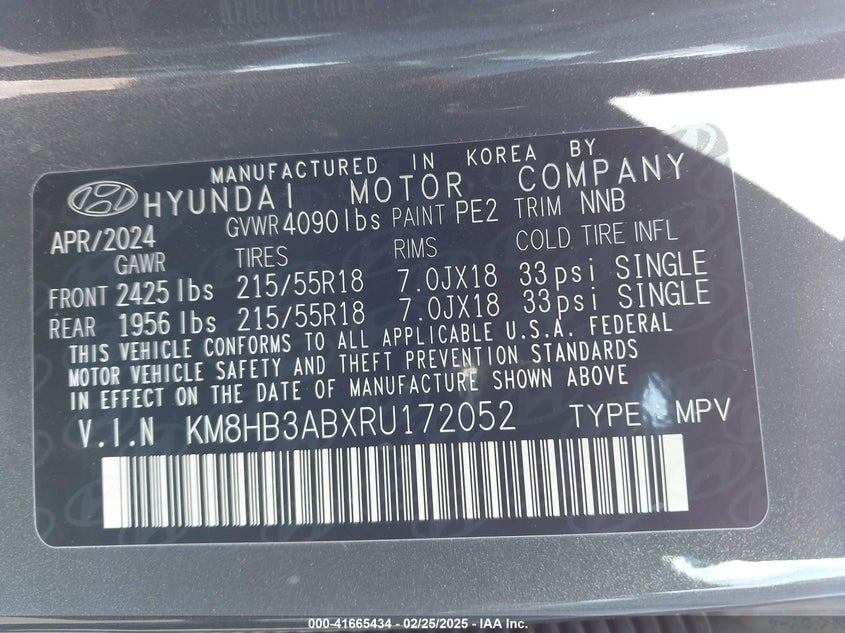 MANUFACTURED IN KOREA BY
HYUNDAI MOTOR COMPANY
APR/2024 GVWR 4090 lbs PAINT PE2 TRIM NNB
GAWR TIRES RIMS COLD TIRE INFL
FRONT 2425 lbs 215/55R18 7.0JX18 33psi SINGLE
REAR 1956 lbs 215/55R18 7.0JX18 33psi SINGLE
THIS VEHICLE CONFORMS TO ALL APPLICABLE U.S.A. FEDERAL
MOTOR VEHICLE SAFETY AND THEFT PREVENTION STANDARDS
IN EFFECT ON THE DATE OF MANUFACTURE SHOWN ABOVE
V.I.N KM8HB3ABXRU172052 TYPE : MPV
000-41665434 - 02/25/2025 - IAA Inc.